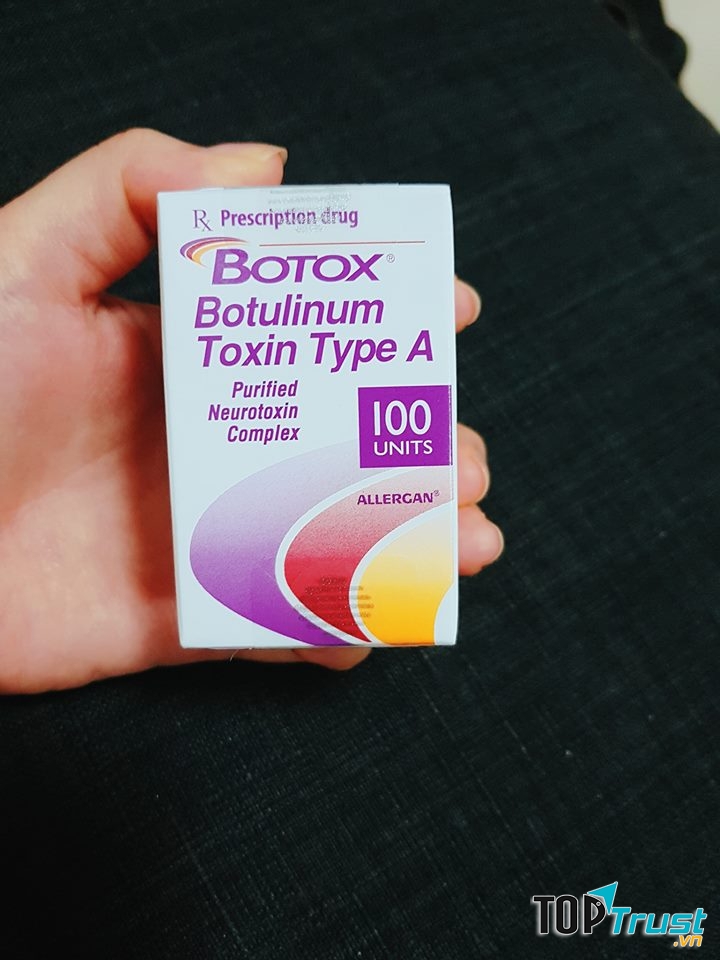 Rx Prescription drug
BOTOX®
Botulinum
Toxin Type A
Purified
Neurotoxin
Complex
100
UNITS
ALLERGAN®
TOPTrust
.vn